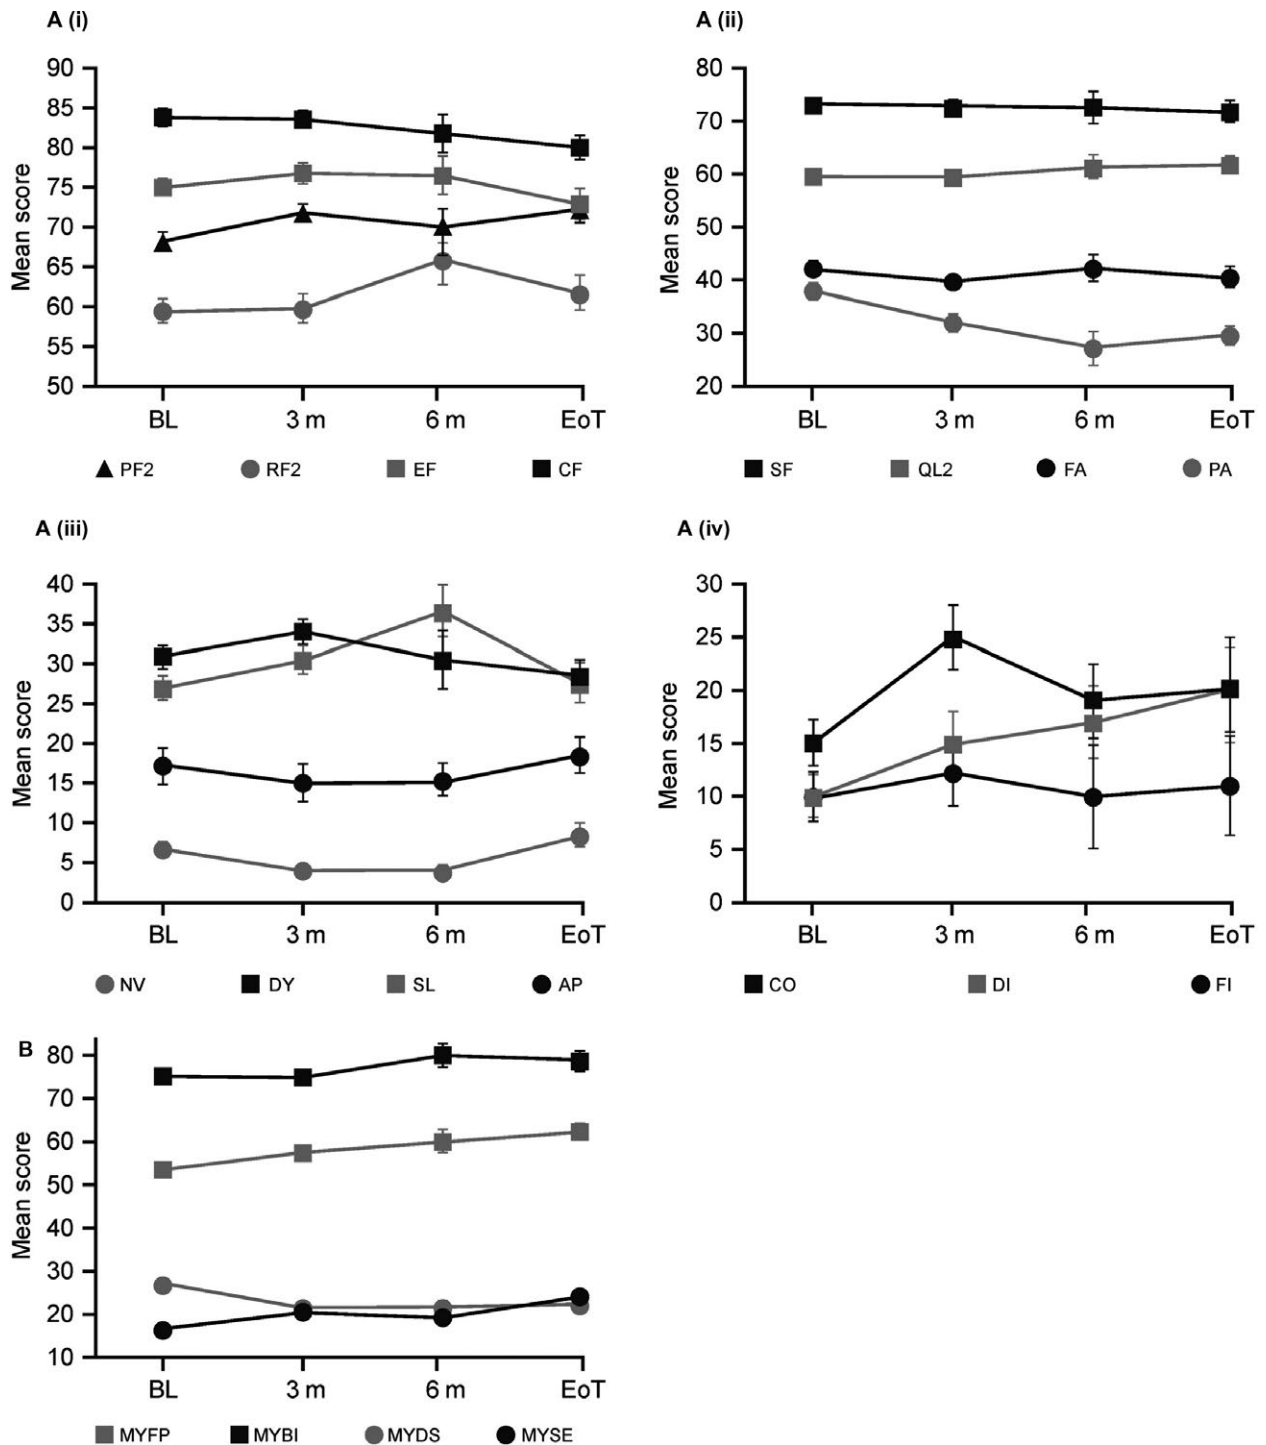 A (i)
90
85
80
75
70
65
60
55
50
Mean score
BL 3 m 6 m EoT
PF2 RF2 EF CF
A (ii)
80
70
60
50
40
30
20
Mean score
BL 3 m 6 m EoT
SF QL2 FA PA
A (iii)
40
35
30
25
20
15
10
5
0
Mean score
BL 3 m 6 m EoT
NV DY SL AP
A (iv)
30
25
20
15
10
5
0
Mean score
BL 3 m 6 m EoT
CO DI FI
B
80
70
60
50
40
30
20
10
Mean score
BL 3 m 6 m EoT
MYFP MYBI MYDS MYSE